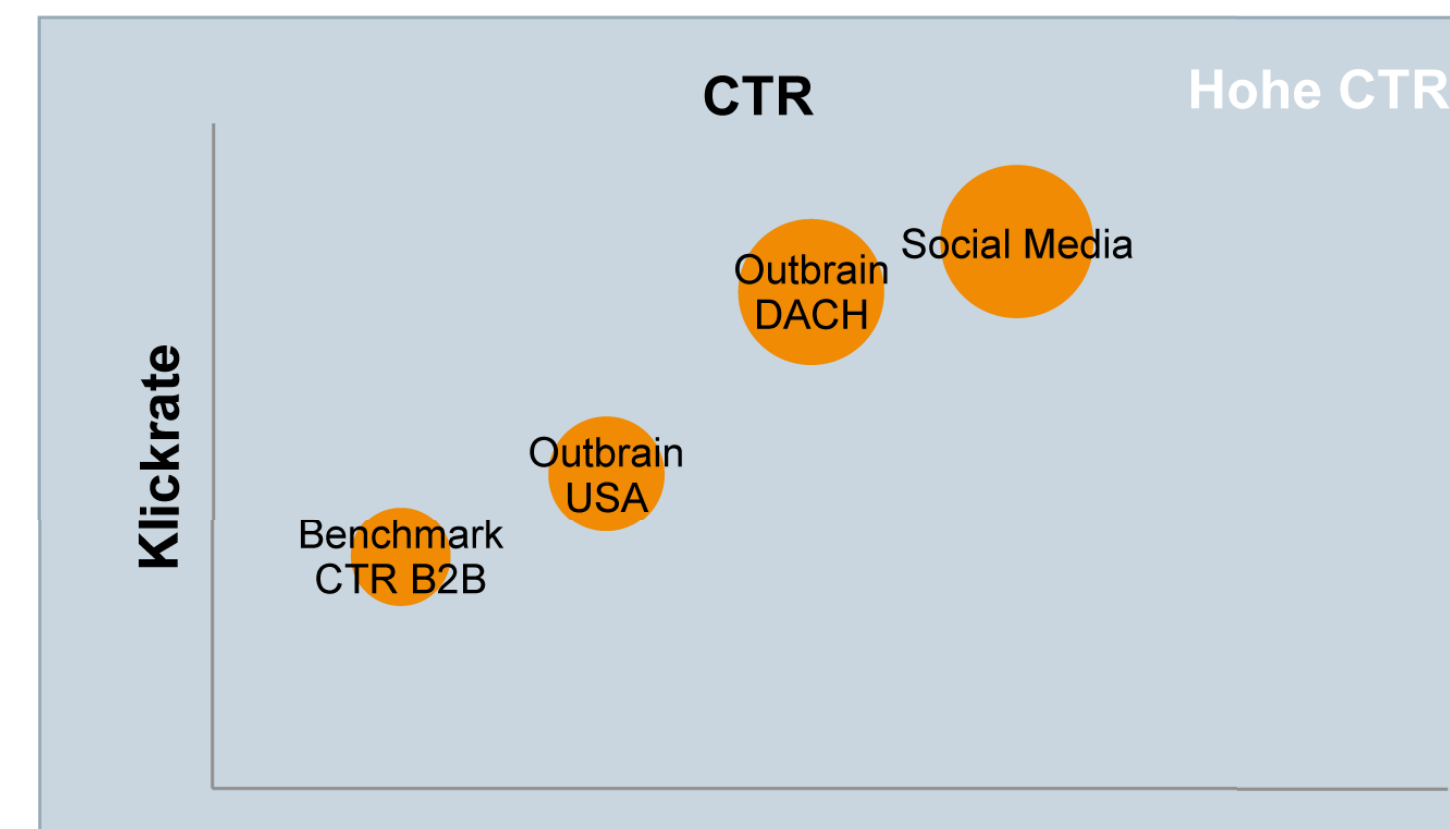 CTR
Hohe CTR
Klickrate
Social Media
Outbrain
DACH
Outbrain
USA
Benchmark
CTR B2B